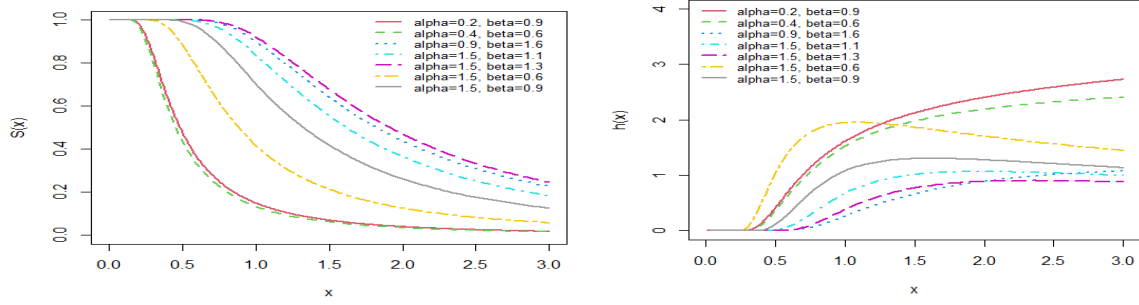 S(x)
1.0
0.8
0.6
0.4
0.2
0.0
alpha=0.2, beta=0.9
alpha=0.4, beta=0.6
alpha=0.9, beta=1.6
alpha=1.5, beta=1.1
alpha=1.5, beta=1.3
alpha=1.5, beta=0.6
alpha=1.5, beta=0.9
0.0 0.5 1.0 1.5 2.0 2.5 3.0
x
h(x)
4
3
2
1
0
alpha=0.2, beta=0.9
alpha=0.4, beta=0.6
alpha=0.9, beta=1.6
alpha=1.5, beta=1.1
alpha=1.5, beta=1.3
alpha=1.5, beta=0.6
alpha=1.5, beta=0.9
0.0 0.5 1.0 1.5 2.0 2.5 3.0
x